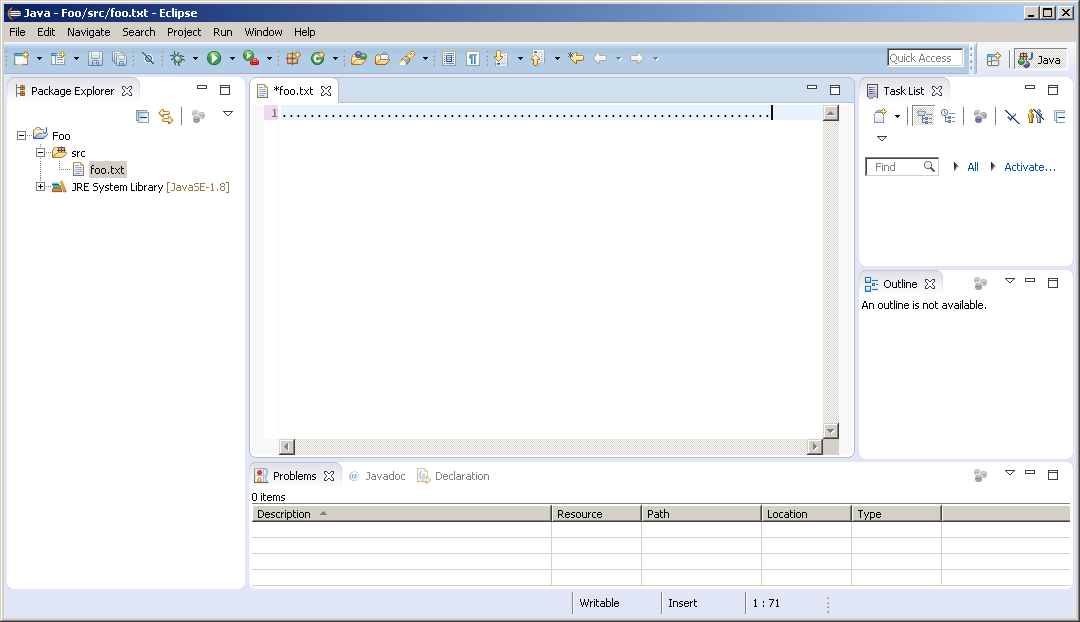 Java - Foo/src/foo.txt - Eclipse
File Edit Navigate Search Project Run Window Help
Quick Access Java
Package Explorer
Foo
src
foo.txt
JRE System Library [JavaSE-1.8]
*foo.txt
1 ......................................................................
Task List
Find All Activate...
Outline
An outline is not available.
Problems @ Javadoc Declaration
0 items
Description Resource Path Location Type
Writable Insert 1 : 71